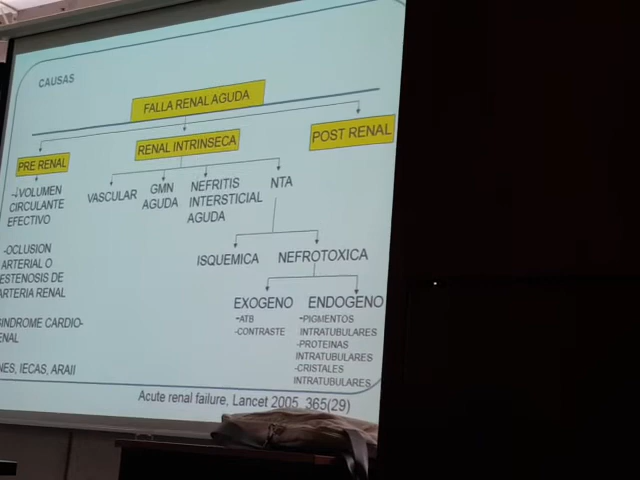 CAUSAS
FALLA RENAL AGUDA
PRE RENAL
RENAL INTRINSECA
POST RENAL
-↓VOLUMEN
CIRCULANTE
EFECTIVO
-OCLUSION
ARTERIAL O
ESTENOSIS DE
ARTERIA RENAL
SINDROME CARDIO-
RENAL
NES, IECAS, ARAII
VASCULAR
GMN
AGUDA
NEFRITIS
INTERSTICIAL
AGUDA
NTA
ISQUEMICA
NEFROTOXICA
EXOGENO
-ATB
-CONTRASTE
ENDOGENO
-PIGMENTOS
INTRATUBULARES
-PROTEINAS
INTRATUBULARES
-CRISTALES
INTRATUBULARES
Acute renal failure, Lancet 2005, 365(29)